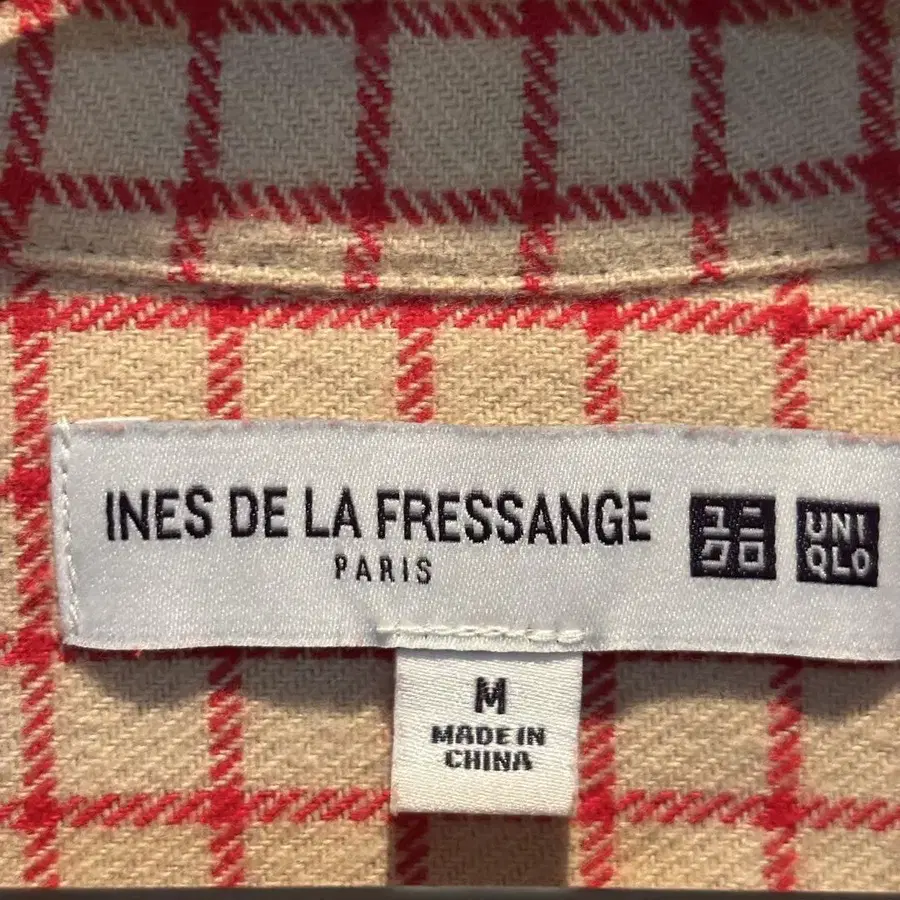 INES DE LA FRESSANGE
PARIS
ユニ
クロ
UNI
QLO
M
MADE IN
CHINA